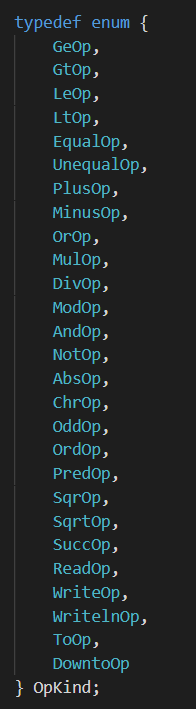 typedef enum {
GeOp,
GtOp,
LeOp,
LtOp,
EqualOp,
UnequalOp,
PlusOp,
MinusOp,
OrOp,
MulOp,
DivOp,
ModOp,
AndOp,
NotOp,
AbsOp,
ChrOp,
OddOp,
OrdOp,
PredOp,
SqrOp,
SqrtOp,
SuccOp,
ReadOp,
WriteOp,
WritelnOp,
ToOp,
DowntoOp
} OpKind;